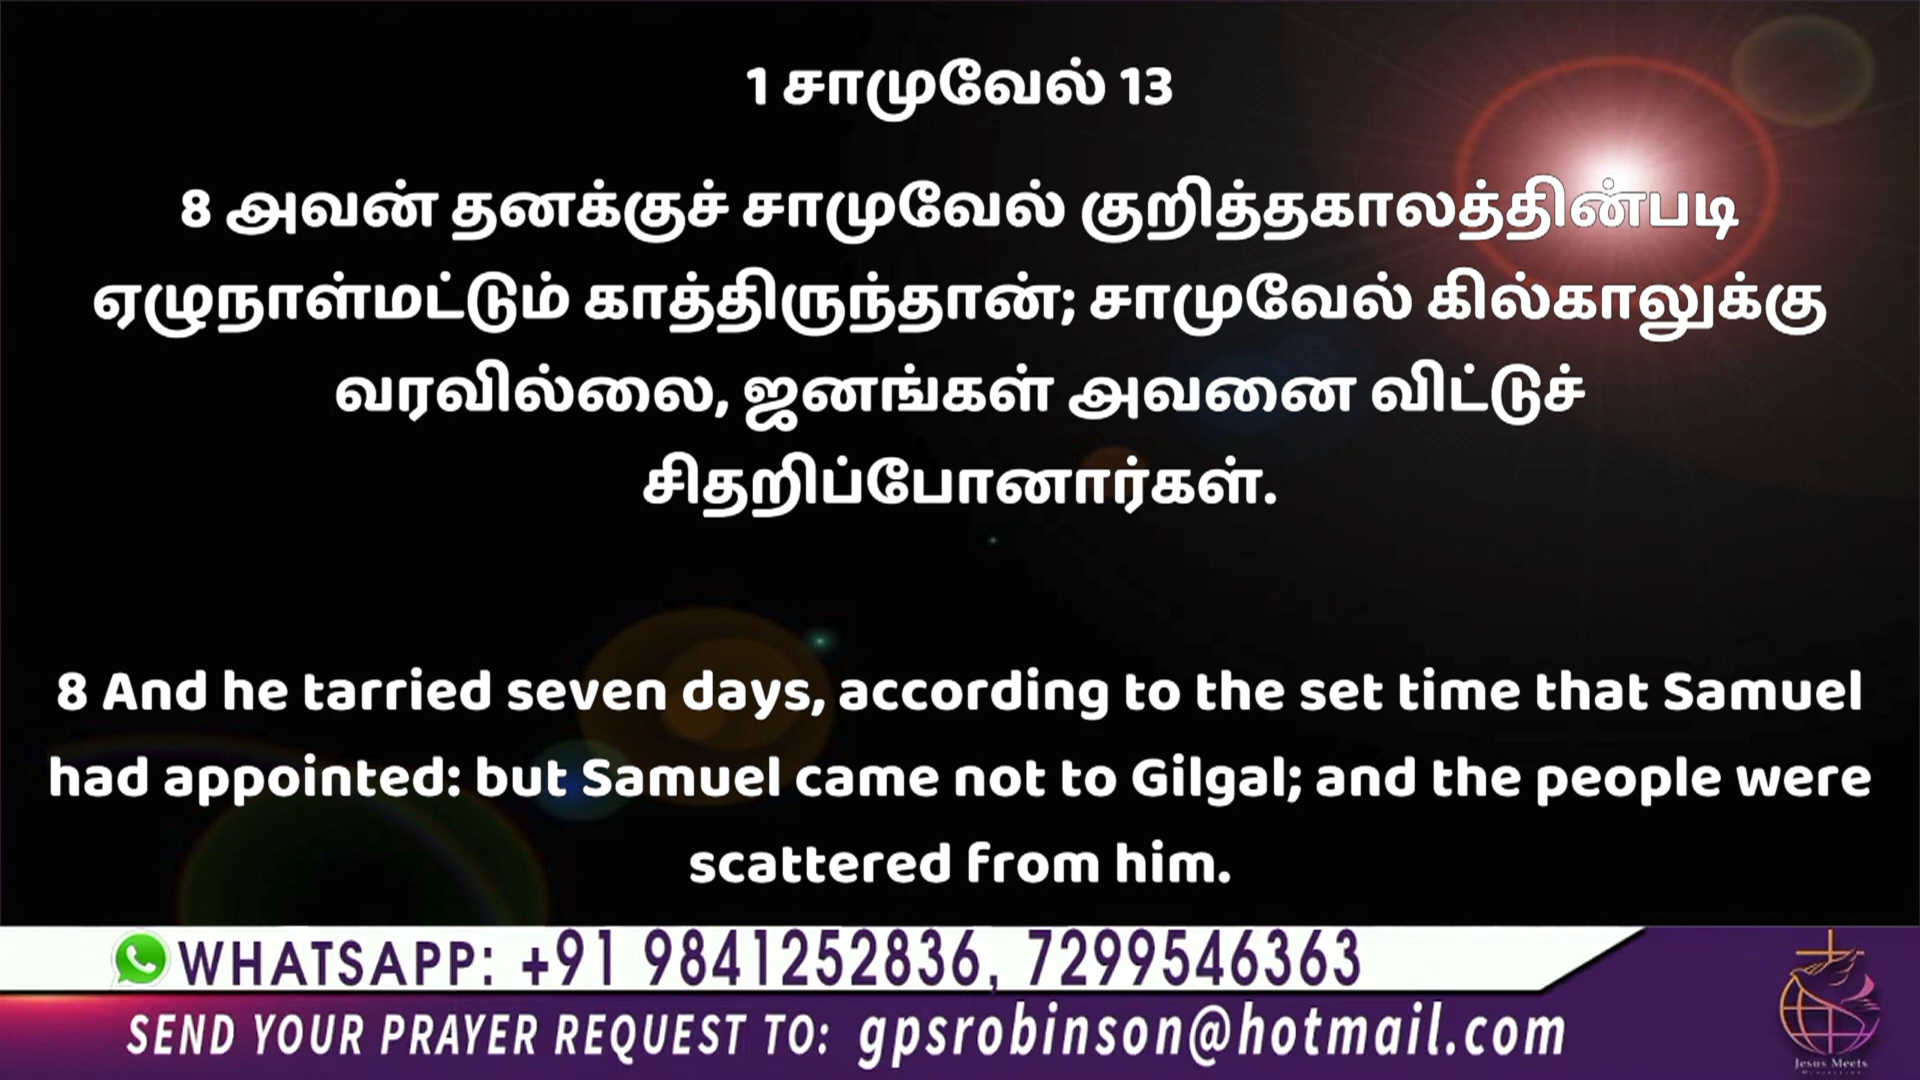 1 சாமுவேல் 13
8 அவன் தனக்குச் சாமுவேல் குறித்தகாலத்தின்படி
ஏழுநாள்மட்டும் காத்திருந்தான்; சாமுவேல் கில்காலுக்கு
வரவில்லை, ஜனங்கள் அவனை விட்டுச்
சிதறிப்போனார்கள்.
8 And he tarried seven days, according to the set time that Samuel
had appointed: but Samuel came not to Gilgal; and the people were
scattered from him.
WHATSAPP: +91 9841252836, 7299546363
SEND YOUR PRAYER REQUEST TO: gpsrobinson@hotmail.com
Jesus Meets